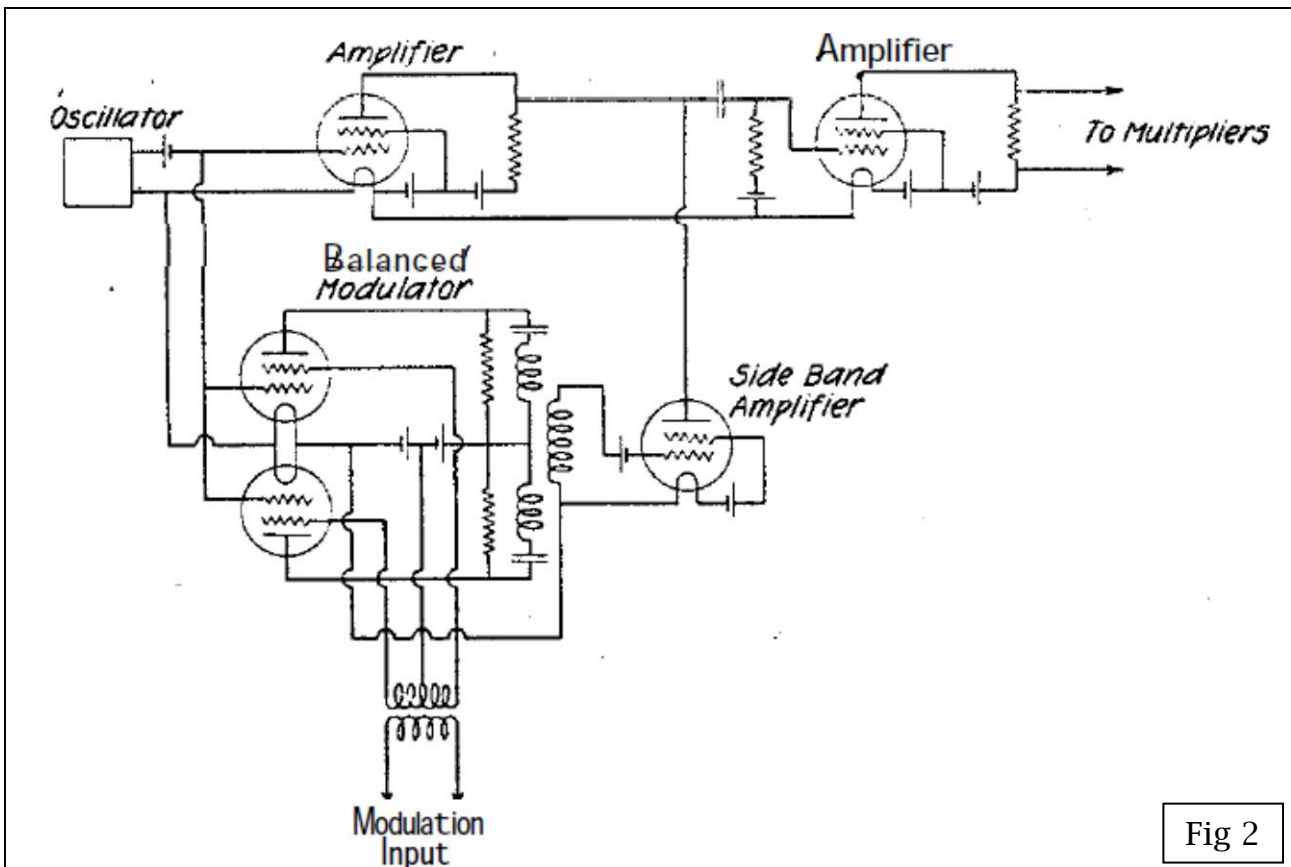 Amplifier
Amplifier
Oscillator
To Multipliers
Balanced
Modulator
Side Band
Amplifier
Modulation
Input
Fig 2